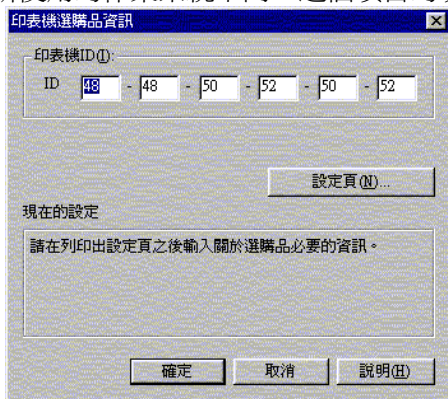 印表機選購品資訊
印表機ID(I):
ID 48 - 48 - 50 - 52 - 50 - 52
設定頁(N)...
現在的設定
請在列印出設定頁之後輸入關於選購品必要的資訊。
確定 取消 說明(H)